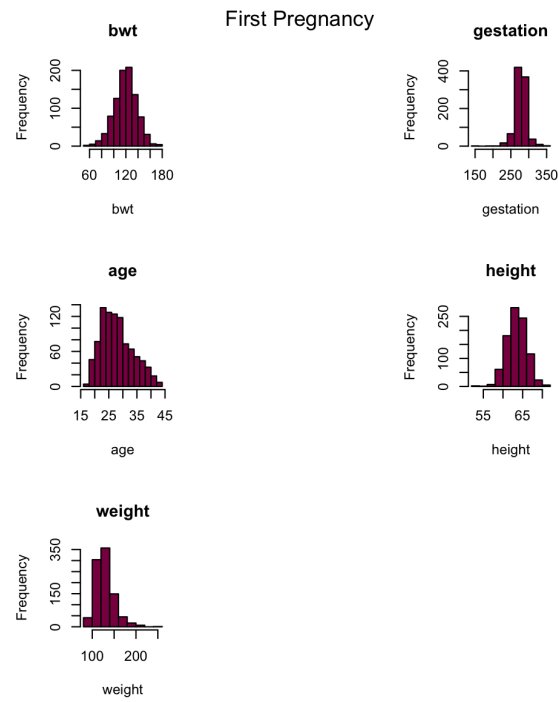 First Pregnancy
bwt
Frequency
0 100 200
60 120 180
bwt
gestation
Frequency
0 200 400
150 250 350
gestation
age
Frequency
0 60 120
15 25 35 45
age
height
Frequency
0 100 250
55 65
height
weight
Frequency
0 150 350
100 200
weight